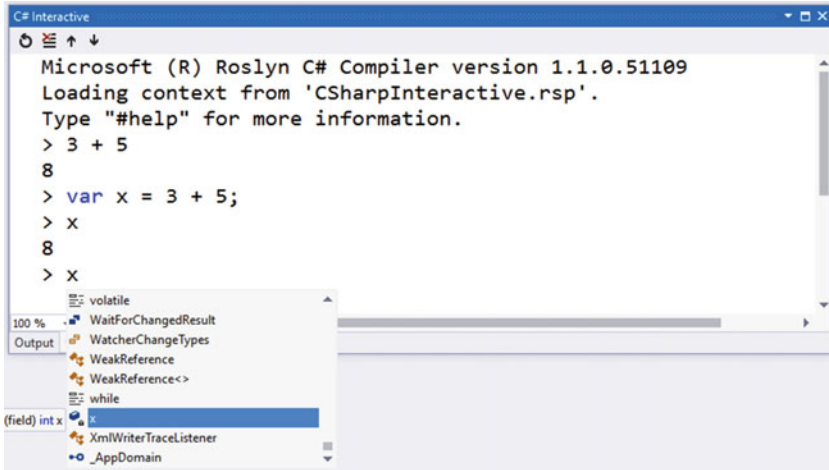 C# Interactive
Microsoft (R) Roslyn C# Compiler version 1.1.0.51109
Loading context from 'CSharpInteractive.rsp'.
Type "#help" for more information.
> 3 + 5
8
> var x = 3 + 5;
> x
8
> x
volatile
100 %
WaitForChangedResult
Output
WatcherChangeTypes
WeakReference
WeakReference<>
while
(field) int x
x
XmlWriterTraceListener
_AppDomain